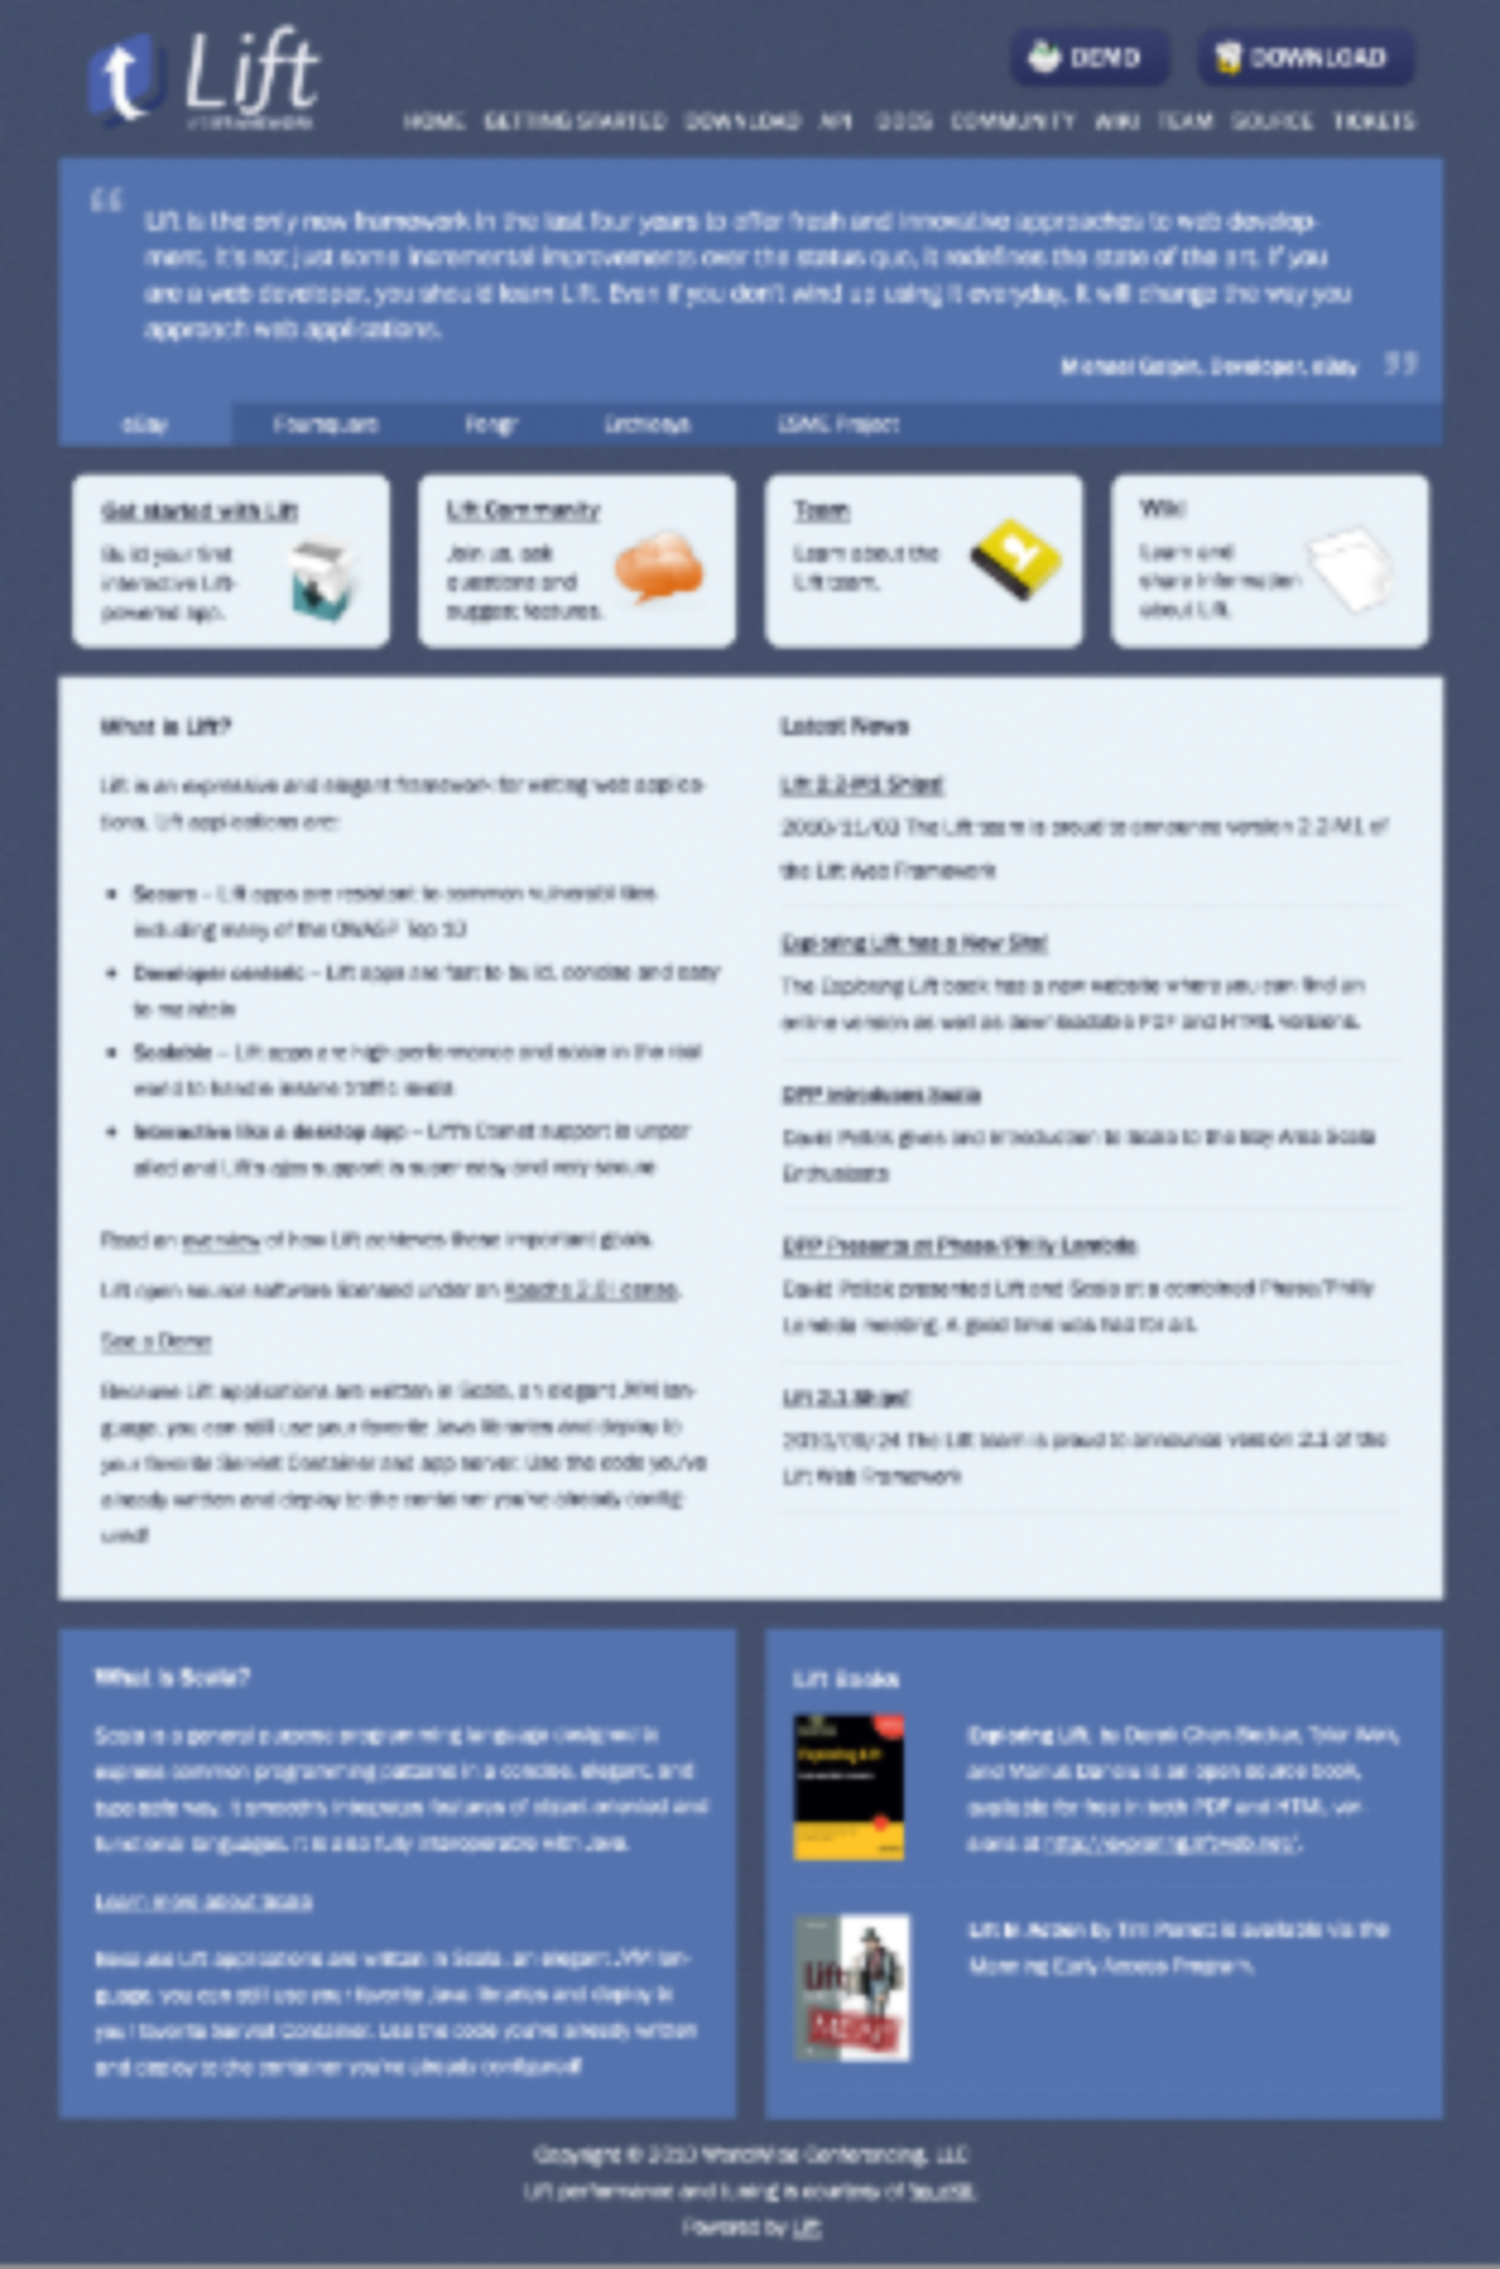 Lift
DEMO
DOWNLOAD
HOME GETTING STARTED DOWNLOAD API DOCS COMMUNITY WIKI TEAM SOURCE TICKETS
“
Lift is the only new framework in the last four years to offer fresh and innovative approaches to web develop-
ment. It's not just some incremental improvements over the status quo, it redefines the state of the art. If you
are a web developer, you should learn Lift. Even if you don't wind up using it everyday, it will change the way you
approach web applications.
Michael Galpin, Developer, eBay ”
eBay Foursquare ESME Project
Get started with Lift
Build your first
interactive Lift-
powered app.
Lift Community
Join us, ask
questions and
suggest features.
Team
Learn about the
Lift team.
Wiki
Learn and
share information
about Lift.
What is Lift?
Lift is an expressive and elegant framework for writing web applica-
tions. Lift applications are:
• Secure – Lift apps are resistant to common vulnerabilities
including many of the OWASP Top 10
• Developer centeric – Lift apps are fast to build, concise and easy
to maintain
• Scalable – Lift apps are high performance and scale in the real
world to handle insane traffic levels
• Interactive like a desktop app – Lift's Comet support is unpar
alled and Lift's ajax support is super-easy and very secure
Read an overview of how Lift achieves these important goals.
Lift open source software licensed under an Apache 2.0 License.
See a Demo
Because Lift applications are written in Scala, an elegant JVM lan-
guage, you can still use your favorite Java libraries and deploy to
your favorite Servlet Container and app server. Use the code you've
already written and deploy to the container you've already config-
ured!
Latest News
Lift 2.2-M1 Ships!
The Lift team is proud to announce version 2.2-M1 of
the Lift Web Framework
Exploring Lift has a New Site!
The Exploring Lift book has a new website where you can find an
online version as well as downloadable PDF and HTML versions.
DPP Introduces Scala
David Pollak gives and introduction to Scala to the Bay Area Scala
Enthusiasts
DPP Presents at Phase/Philly Lambda
David Pollak presented Lift and Scala at a combined Phase/Philly
Lambda meeting. A good time was had for all.
Lift 2.1 Ships!
The Lift team is proud to announce version 2.1 of the
Lift Web Framework
What is Scala?
Scala is a general purpose programming language designed to
express common programming patterns in a concise, elegant, and
type-safe way. It smoothly integrates features of object-oriented and
functional languages. It is also fully interoperable with Java.
Learn more about Scala
Because Lift applications are written in Scala, an elegant JVM lan-
guage, you can still use your favorite Java libraries and deploy to
your favorite Servlet Container. Use the code you've already written
and deploy to the container you've already configured!
Lift Books
Exploring Lift
Exploring Lift, by Derek Chen-Becker, Tyler Weir,
and Marius Danciu is an open source book,
available for free in both PDF and HTML ver-
sions at http://exploring.liftweb.net/.
Lift
Lift in Action by Tim Perrett is available via the
Manning Early Access Program.
Copyright © 2010 WorldWide Conferencing, LLC
Lift performance and tuning is courtesy of
Powered by Lift